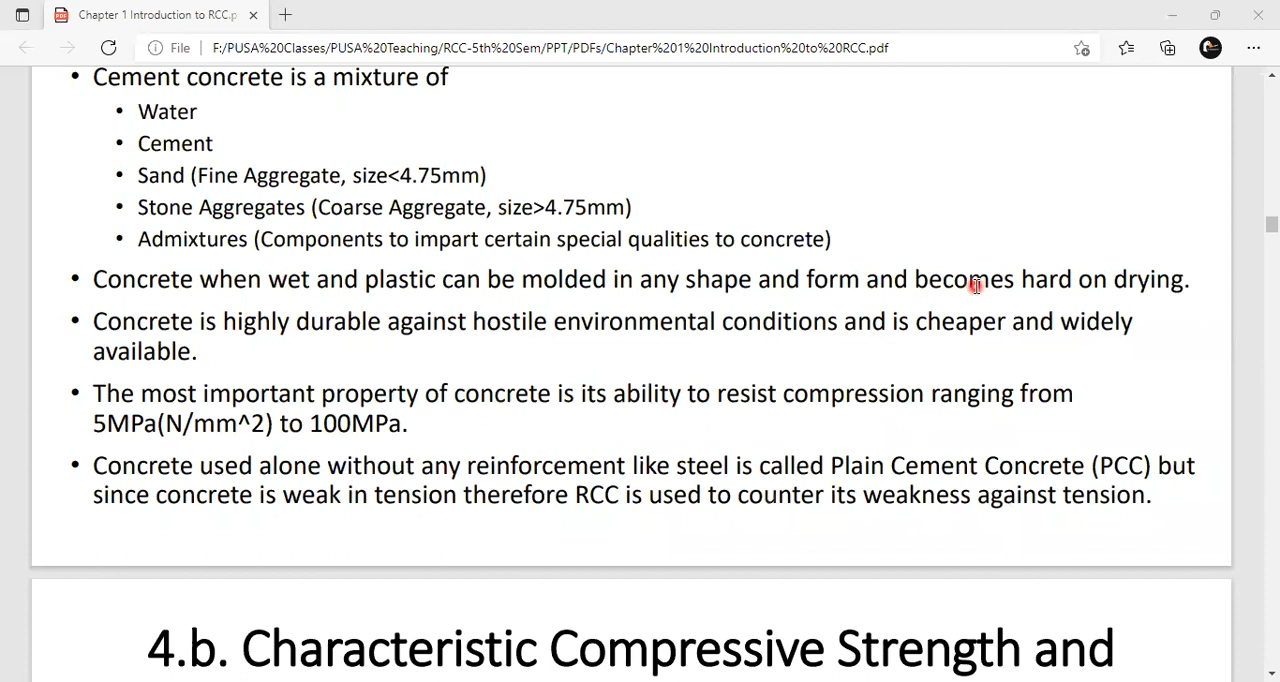 Chapter 1 Introduction to RCC.p
File
F:/PUSA%20Classes/PUSA%20Teaching/RCC-5th%20Sem/PPT/PDFs/Chapter%201%20Introduction%20to%20RCC.pdf
• Cement concrete is a mixture of
• Water
• Cement
• Sand (Fine Aggregate, size<4.75mm)
• Stone Aggregates (Coarse Aggregate, size>4.75mm)
• Admixtures (Components to impart certain special qualities to concrete)
• Concrete when wet and plastic can be molded in any shape and form and becomes hard on drying.
• Concrete is highly durable against hostile environmental conditions and is cheaper and widely
available.
• The most important property of concrete is its ability to resist compression ranging from
5MPa(N/mm^2) to 100MPa.
• Concrete used alone without any reinforcement like steel is called Plain Cement Concrete (PCC) but
since concrete is weak in tension therefore RCC is used to counter its weakness against tension.
4.b. Characteristic Compressive Strength and